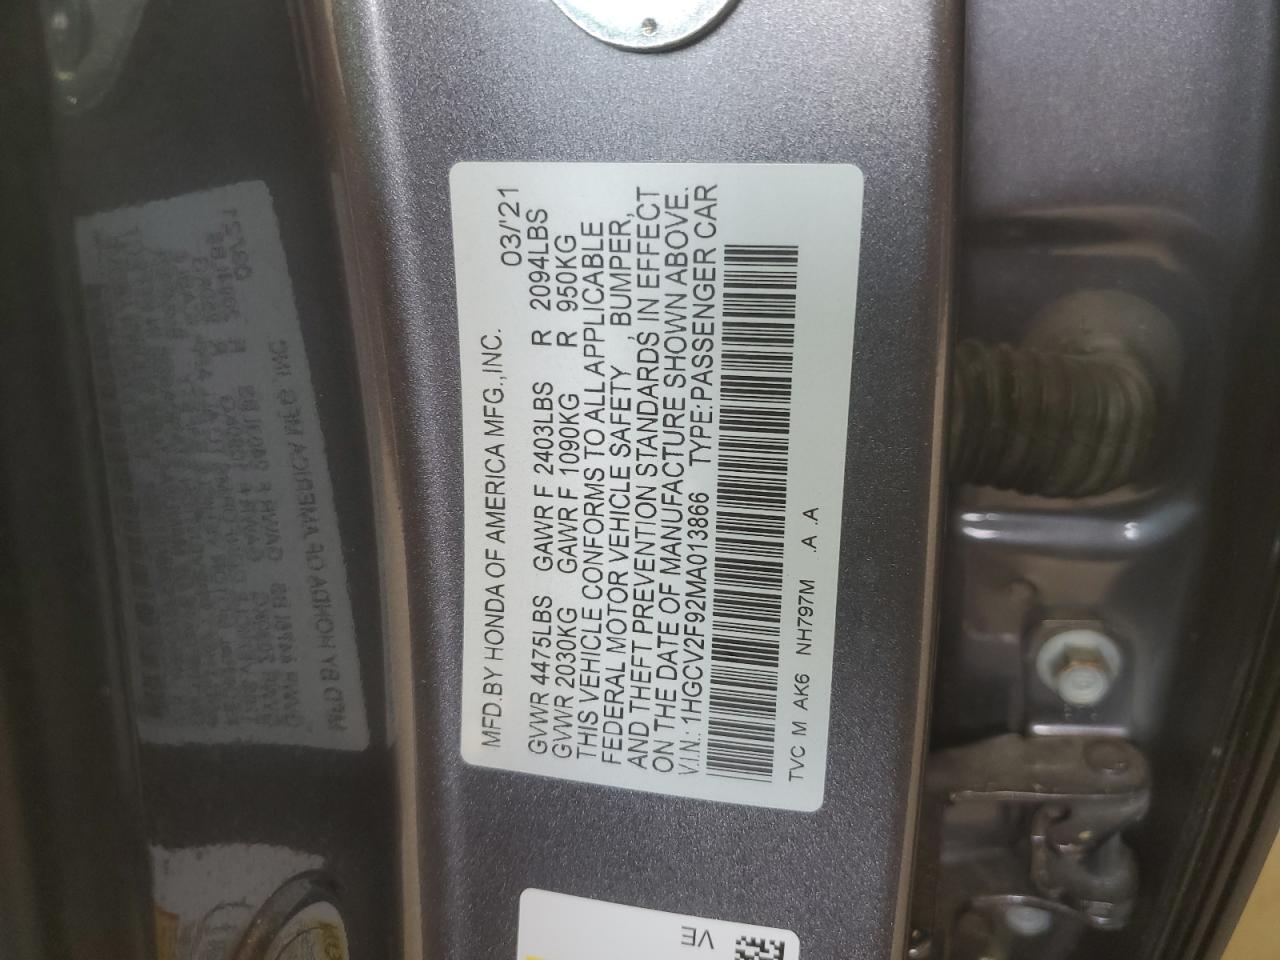 MFD.BY HONDA OF AMERICA MFG.,INC. 03/'21
GVWR 4475LBS GAWR F 2403LBS R 2094LBS
GVWR 2030KG GAWR F 1090KG R 950KG
THIS VEHICLE CONFORMS TO ALL APPLICABLE
FEDERAL MOTOR VEHICLE SAFETY, BUMPER,
AND THEFT PREVENTION STANDARDS IN EFFECT
ON THE DATE OF MANUFACTURE SHOWN ABOVE.
V.I.N.: 1HGCV2F92MA013866 TYPE: PASSENGER CAR
TVC M AK6 NH797M .A .A
VE